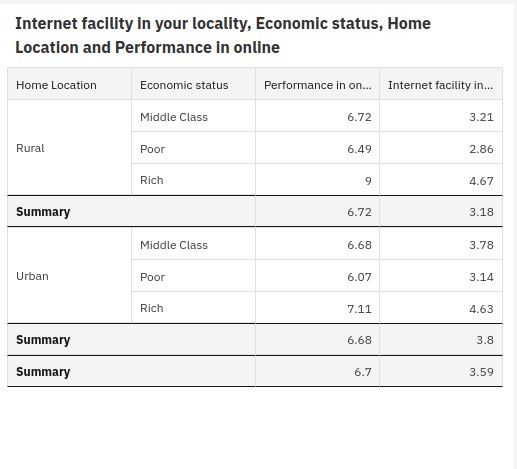 Internet facility in your locality, Economic status, Home
Location and Performance in online
Home Location Economic status Performance in on... Internet facility in...
Middle Class 6.72 3.21
Rural Poor 6.49 2.86
Rich 9 4.67
Summary 6.72 3.18
Middle Class 6.68 3.78
Urban Poor 6.07 3.14
Rich 7.11 4.63
Summary 6.68 3.8
Summary 6.7 3.59